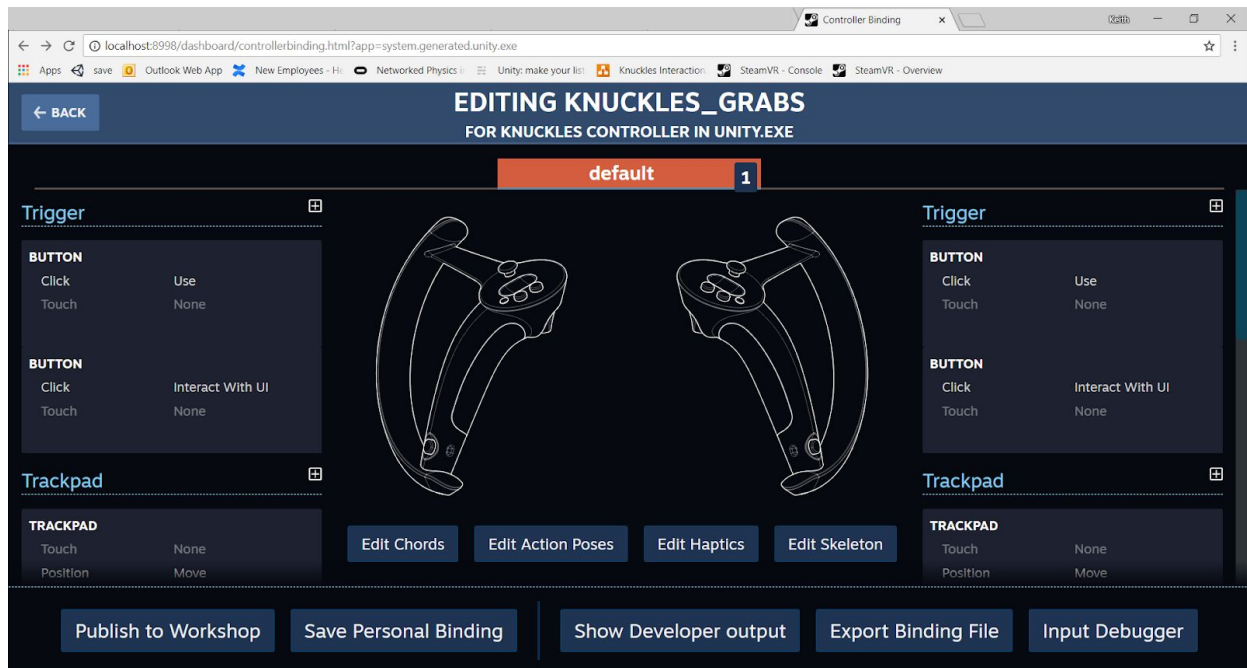 Controller Binding
Keith
localhost:8998/dashboard/controllerbinding.html?app=system.generated.unity.exe
Apps save Outlook Web App New Employees - H Networked Physics i Unity: make your list Knuckles Interaction SteamVR - Console SteamVR - Overview
← BACK
EDITING KNUCKLES_GRABS
FOR KNUCKLES CONTROLLER IN UNITY.EXE
default 1
Trigger
BUTTON
Click Use
Touch None
BUTTON
Click Interact With UI
Touch None
Trackpad
TRACKPAD
Touch None
Position Move
Edit Chords Edit Action Poses Edit Haptics Edit Skeleton
Trigger
BUTTON
Click Use
Touch None
BUTTON
Click Interact With UI
Touch None
Trackpad
TRACKPAD
Touch None
Position Move
Publish to Workshop Save Personal Binding Show Developer output Export Binding File Input Debugger